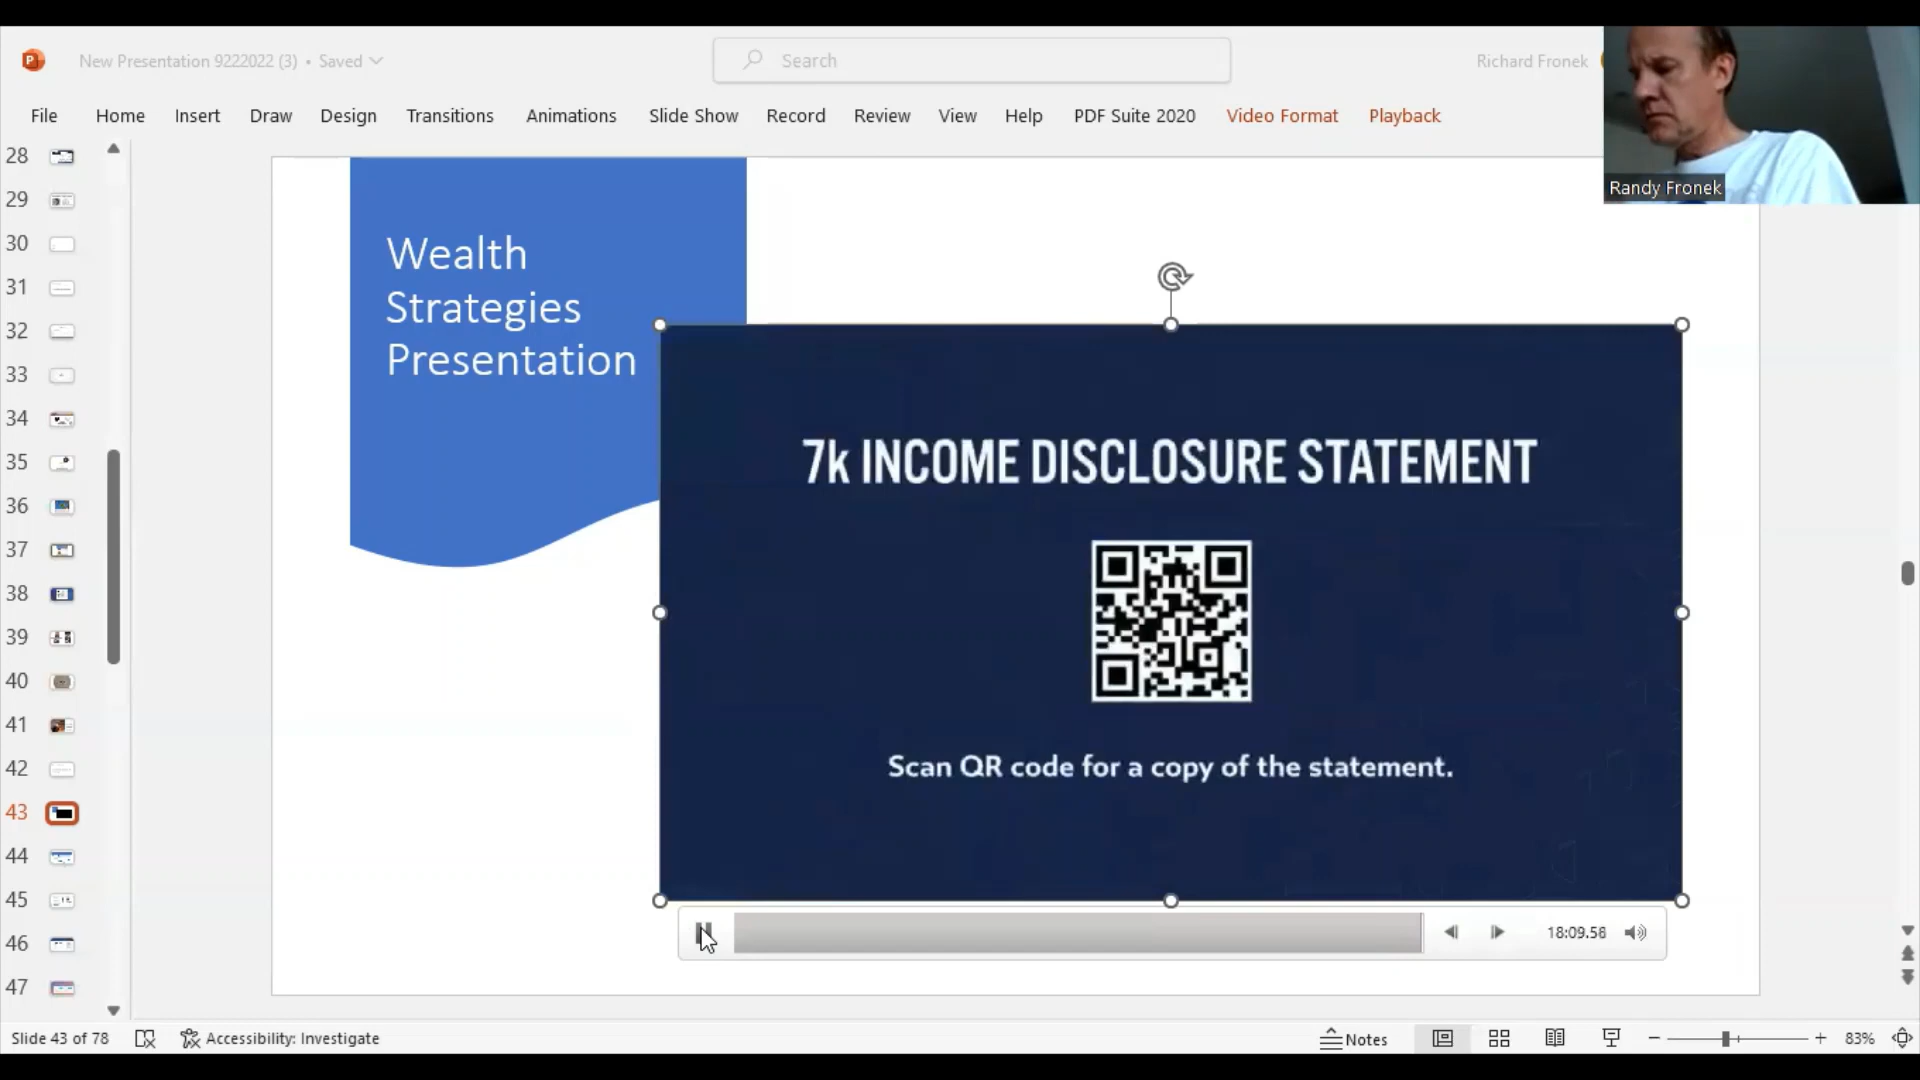 New Presentation 9222022 (3) • Saved
Search
Richard Fronek
File Home Insert Draw Design Transitions Animations Slide Show Record Review View Help PDF Suite 2020 Video Format Playback
Randy Fronek
28
29
30
31
32
33
34
35
36
37
38
39
40
41
42
43
44
45
46
47
Wealth
Strategies
Presentation
7k INCOME DISCLOSURE STATEMENT
Scan QR code for a copy of the statement.
18:09.56
Slide 43 of 78
Accessibility: Investigate
Notes
83%